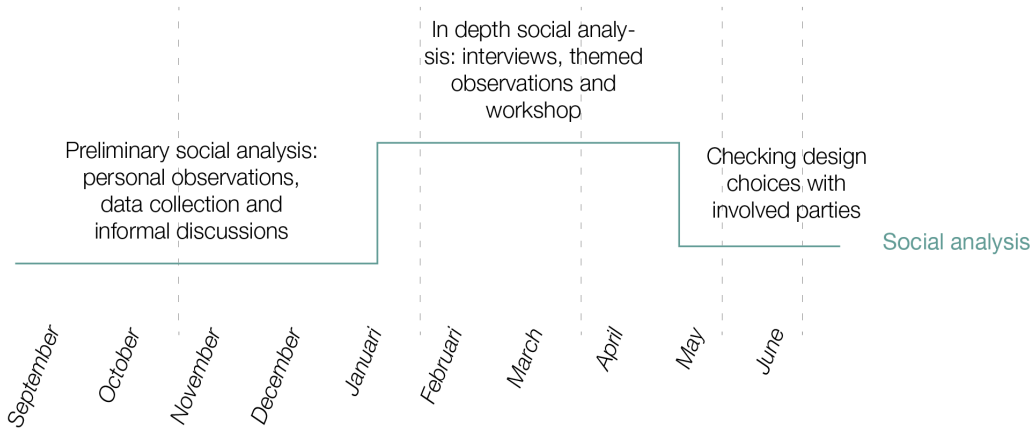 In depth social analy-
sis: interviews, themed
observations and
workshop
Preliminary social analysis:
personal observations,
data collection and
informal discussions
Checking design
choices with
involved parties
Social analysis
September
October
November
December
Januari
Februari
March
April
May
June